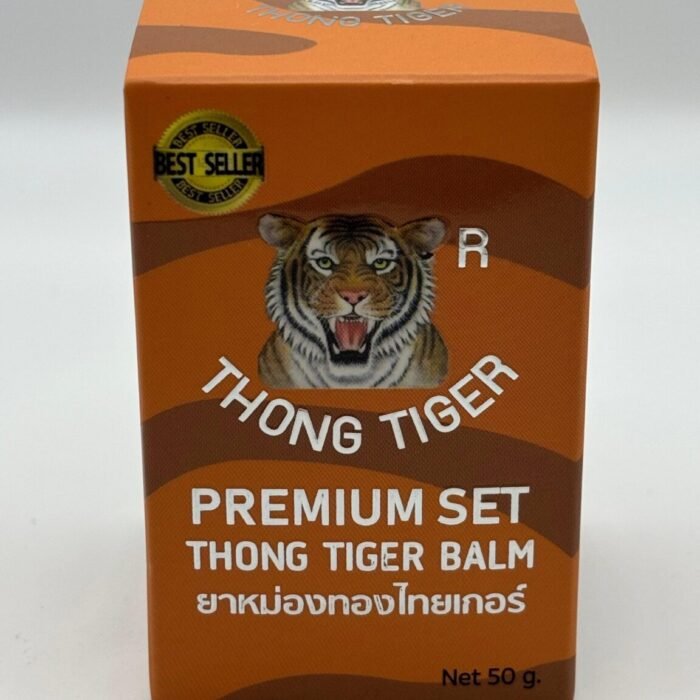 THONG TIGER
BEST SELLER
BEST SELLER
BEST SELLER
R
THONG TIGER
PREMIUM SET
THONG TIGER BALM
ยาหม่องทองไทยเกอร์
Net 50 g.